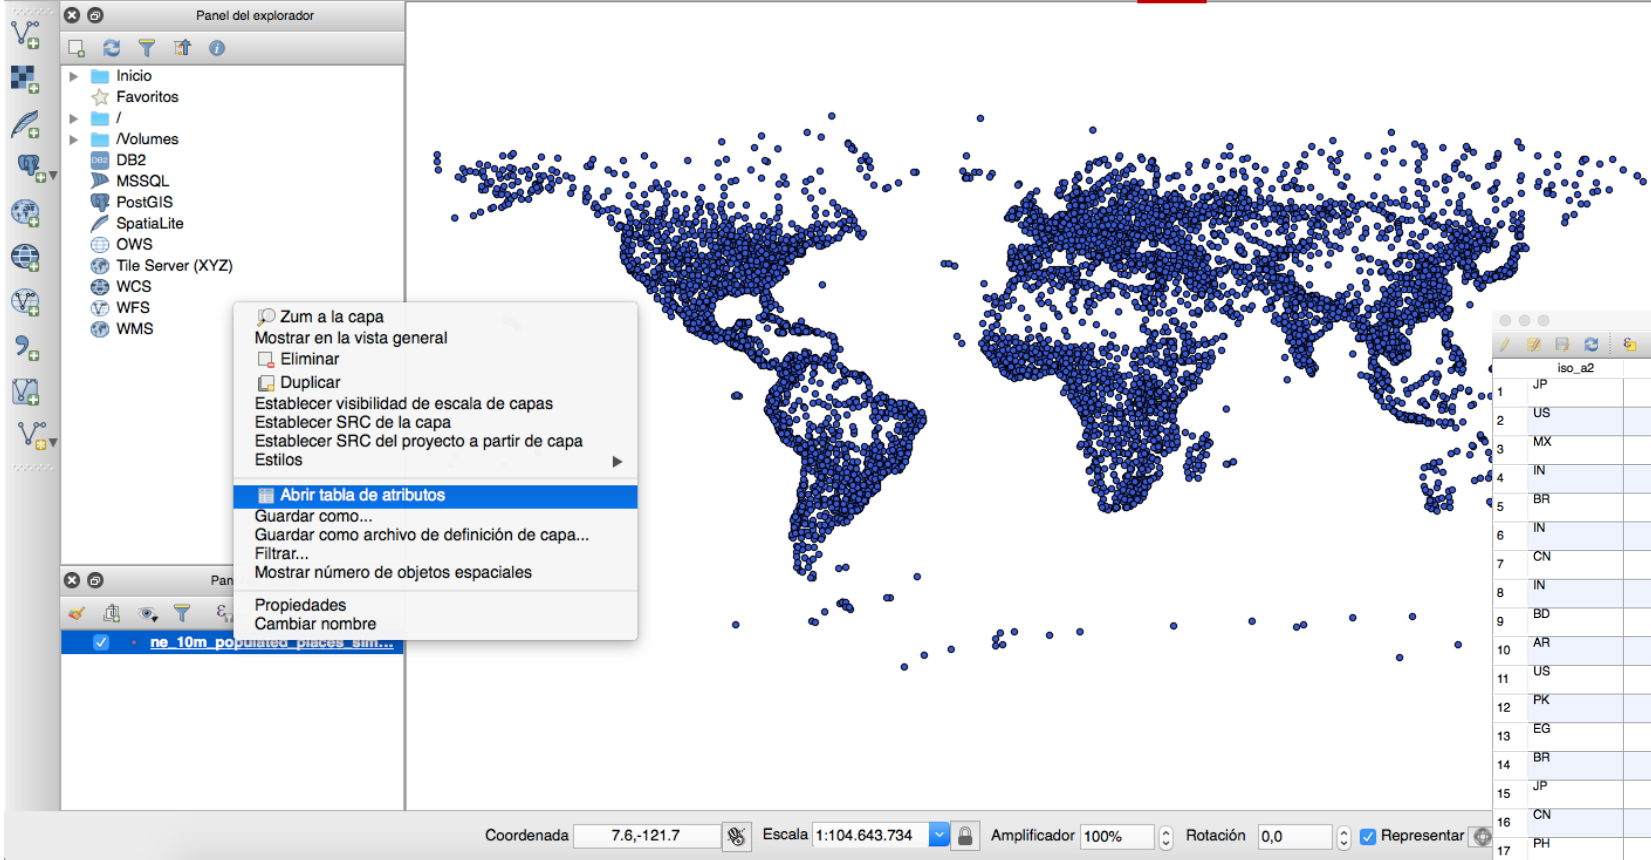 Panel del explorador
Inicio
Favoritos
/
/Volumes
DB2
DB2
MSSQL
PostGIS
SpatiaLite
OWS
Tile Server (XYZ)
WCS
WFS
WMS
Zum a la capa
Mostrar en la vista general
Eliminar
Duplicar
Establecer visibilidad de escala de capas
Establecer SRC de la capa
Establecer SRC del proyecto a partir de capa
Estilos
Abrir tabla de atributos
Guardar como...
Guardar como archivo de definición de capa...
Filtrar...
Mostrar número de objetos espaciales
Propiedades
Cambiar nombre
Pan
ne_10m_populated_places_sim...
iso_a2
1 JP
2 US
3 MX
4 IN
5 BR
6 IN
7 CN
8 IN
9 BD
10 AR
11 US
12 PK
13 EG
14 BR
15 JP
16 CN
17 PH
Coordenada 7.6,-121.7 Escala 1:104.643.734 Amplificador 100% Rotación 0,0 Representar